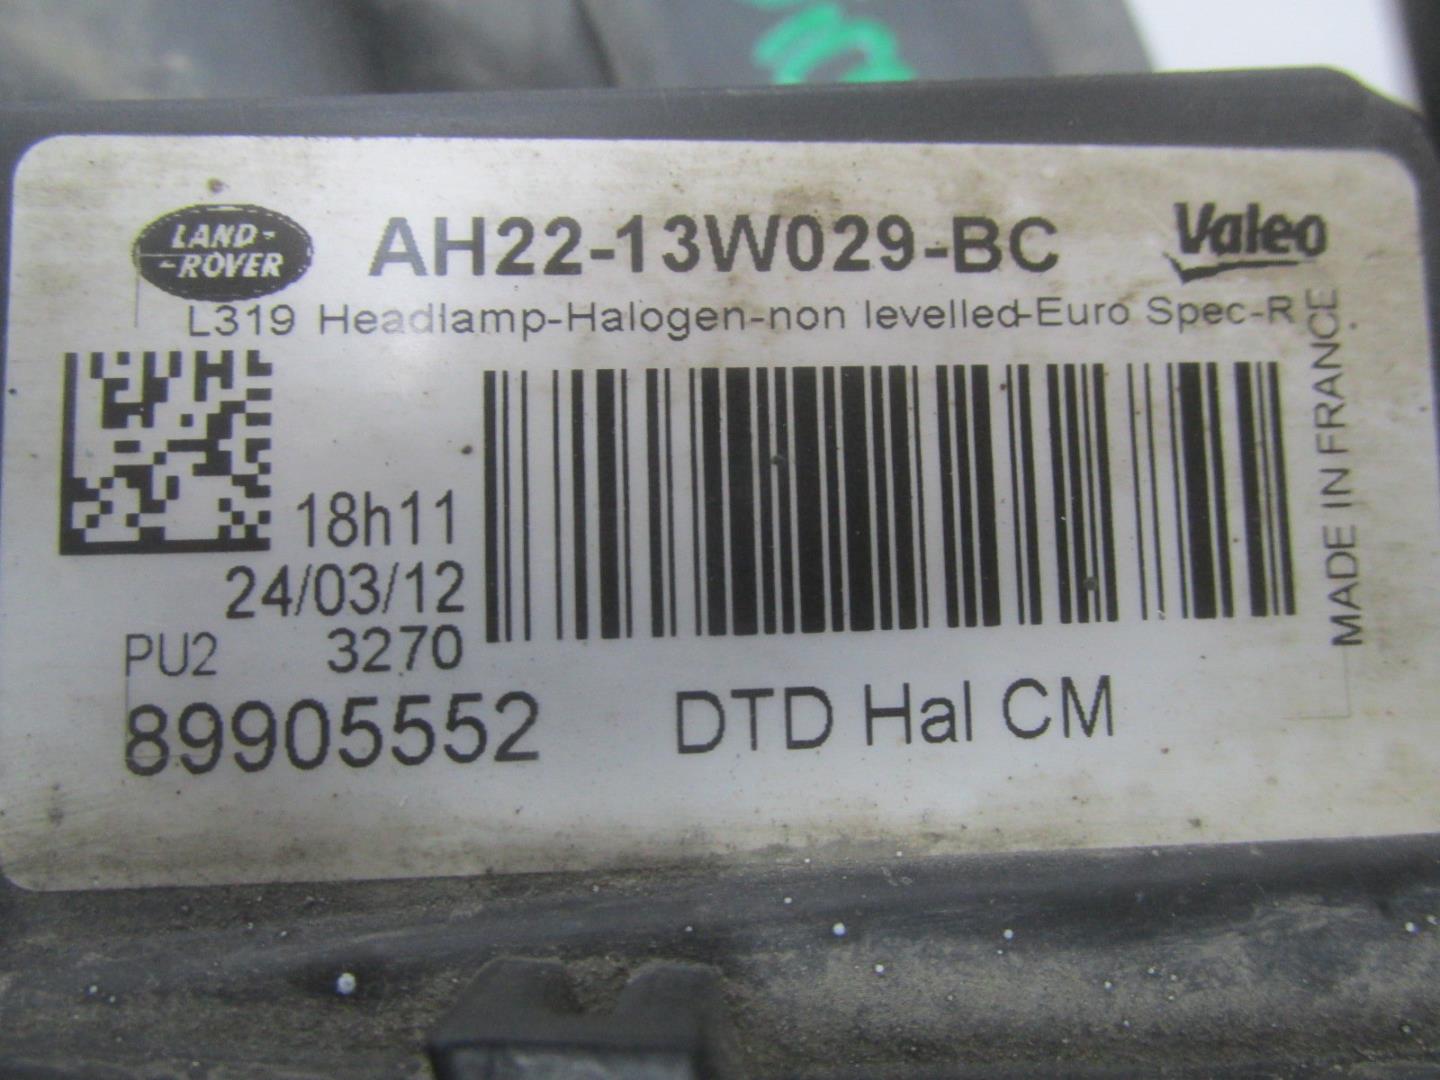 LAND-
-ROVER
AH22-13W029-BC
Valeo
L319 Headlamp-Halogen-non levelled-Euro Spec-R
MADE IN FRANCE
18h11
24/03/12
PU2 3270
89905552
DTD Hal CM